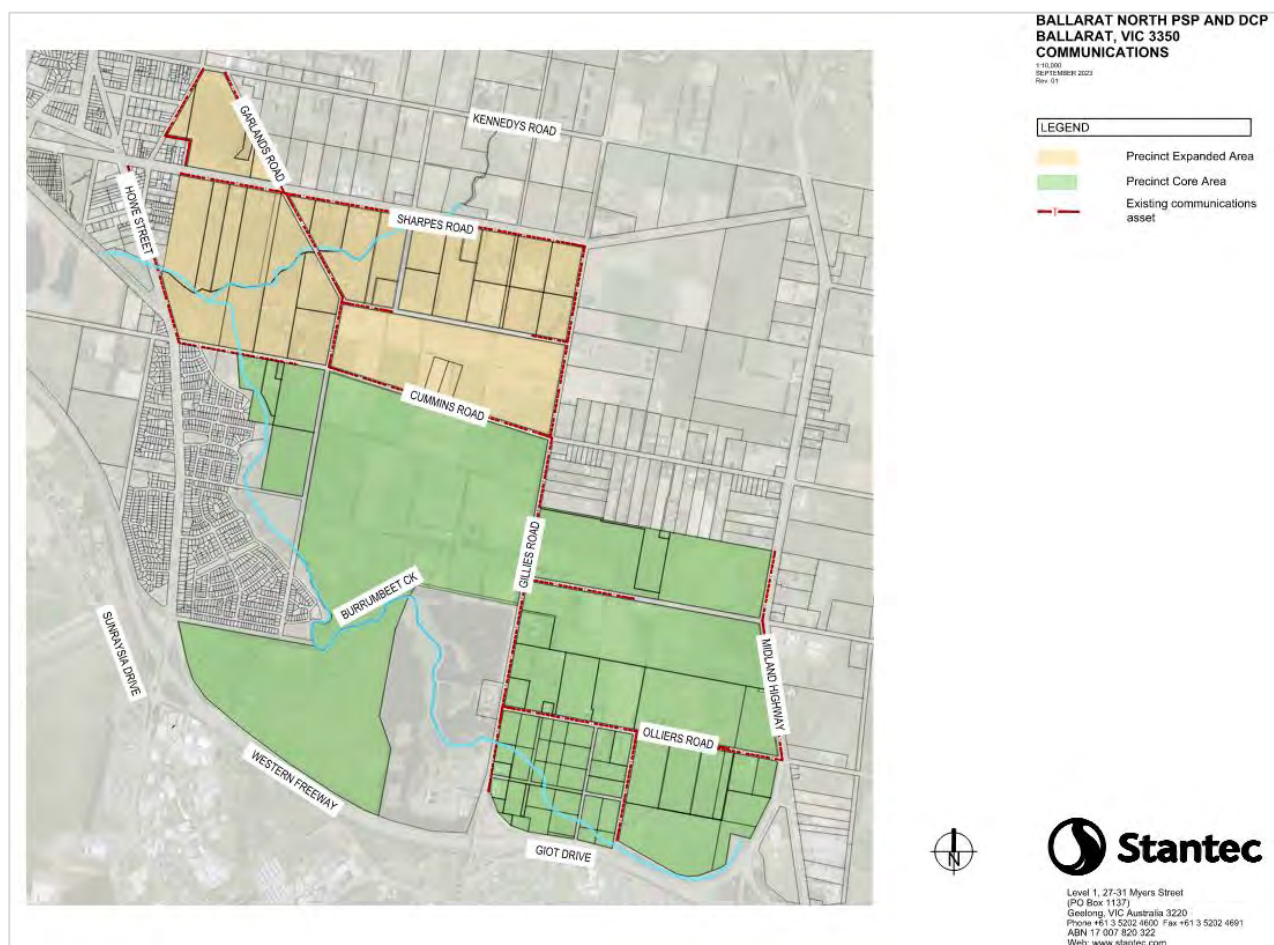 BALLARAT NORTH PSP AND DCP
BALLARAT, VIC 3350
COMMUNICATIONS
1:10,000
SEPTEMBER 2023
Rev. 01
LEGEND
Precinct Expanded Area
Precinct Core Area
T
Existing communications
asset
KENNEDYS ROAD
GARLANDS ROAD
HOWE STREET
SHARPES ROAD
CUMMINS ROAD
GILLIES ROAD
BURRUMBEET CK
SUNRAYSIA DRIVE
MIDLAND HIGHWAY
OLLIERS ROAD
WESTERN FREEWAY
GIOT DRIVE
N
Stantec
Level 1, 27-31 Myers Street
(PO Box 1137)
Geelong, VIC Australia 3220
Phone +61 3 5202 4600 Fax +61 3 5202 4691
ABN 17 007 820 322
Web: www.stantec.com